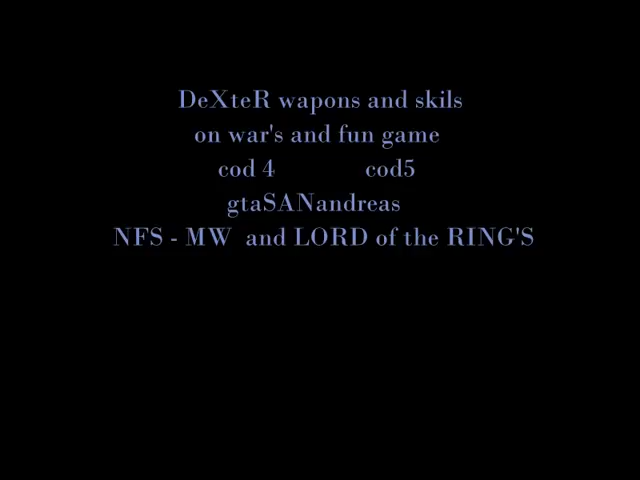 DeXteR wapons and skils
on war's and fun game
cod 4 cod5
gtaSANandreas
NFS - MW and LORD of the RING'S